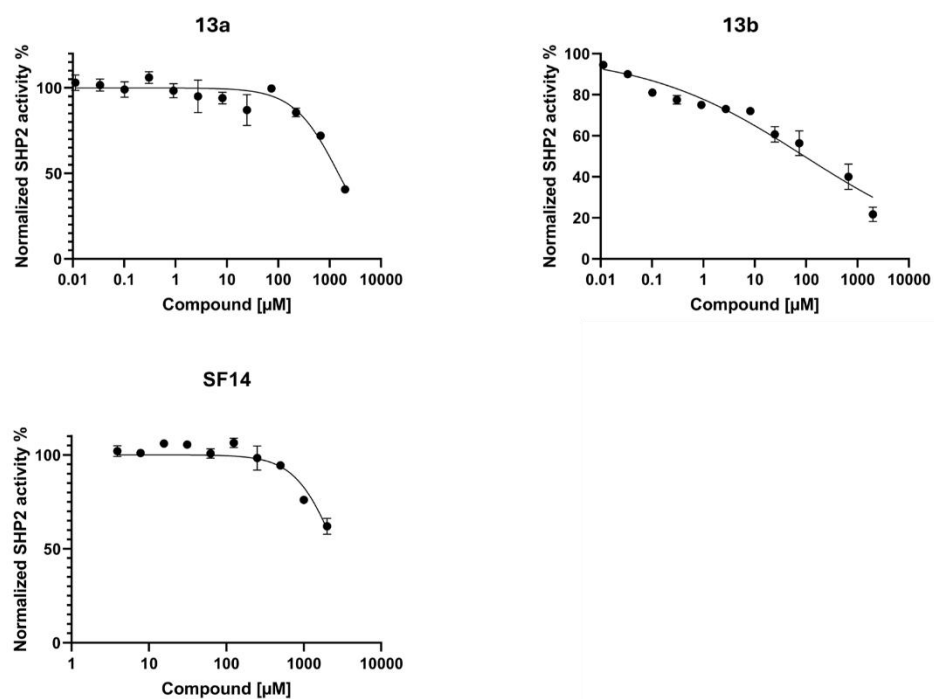 13a
Normalized SHP2 activity %
100
50
0
0.01 0.1 1 10 100 1000 10000
Compound [µM]
13b
Normalized SHP2 activity %
100
80
60
40
20
0
0.01 0.1 1 10 100 1000 10000
Compound [µM]
SF14
Normalized SHP2 activity %
100
50
0
1 10 100 1000 10000
Compound [µM]